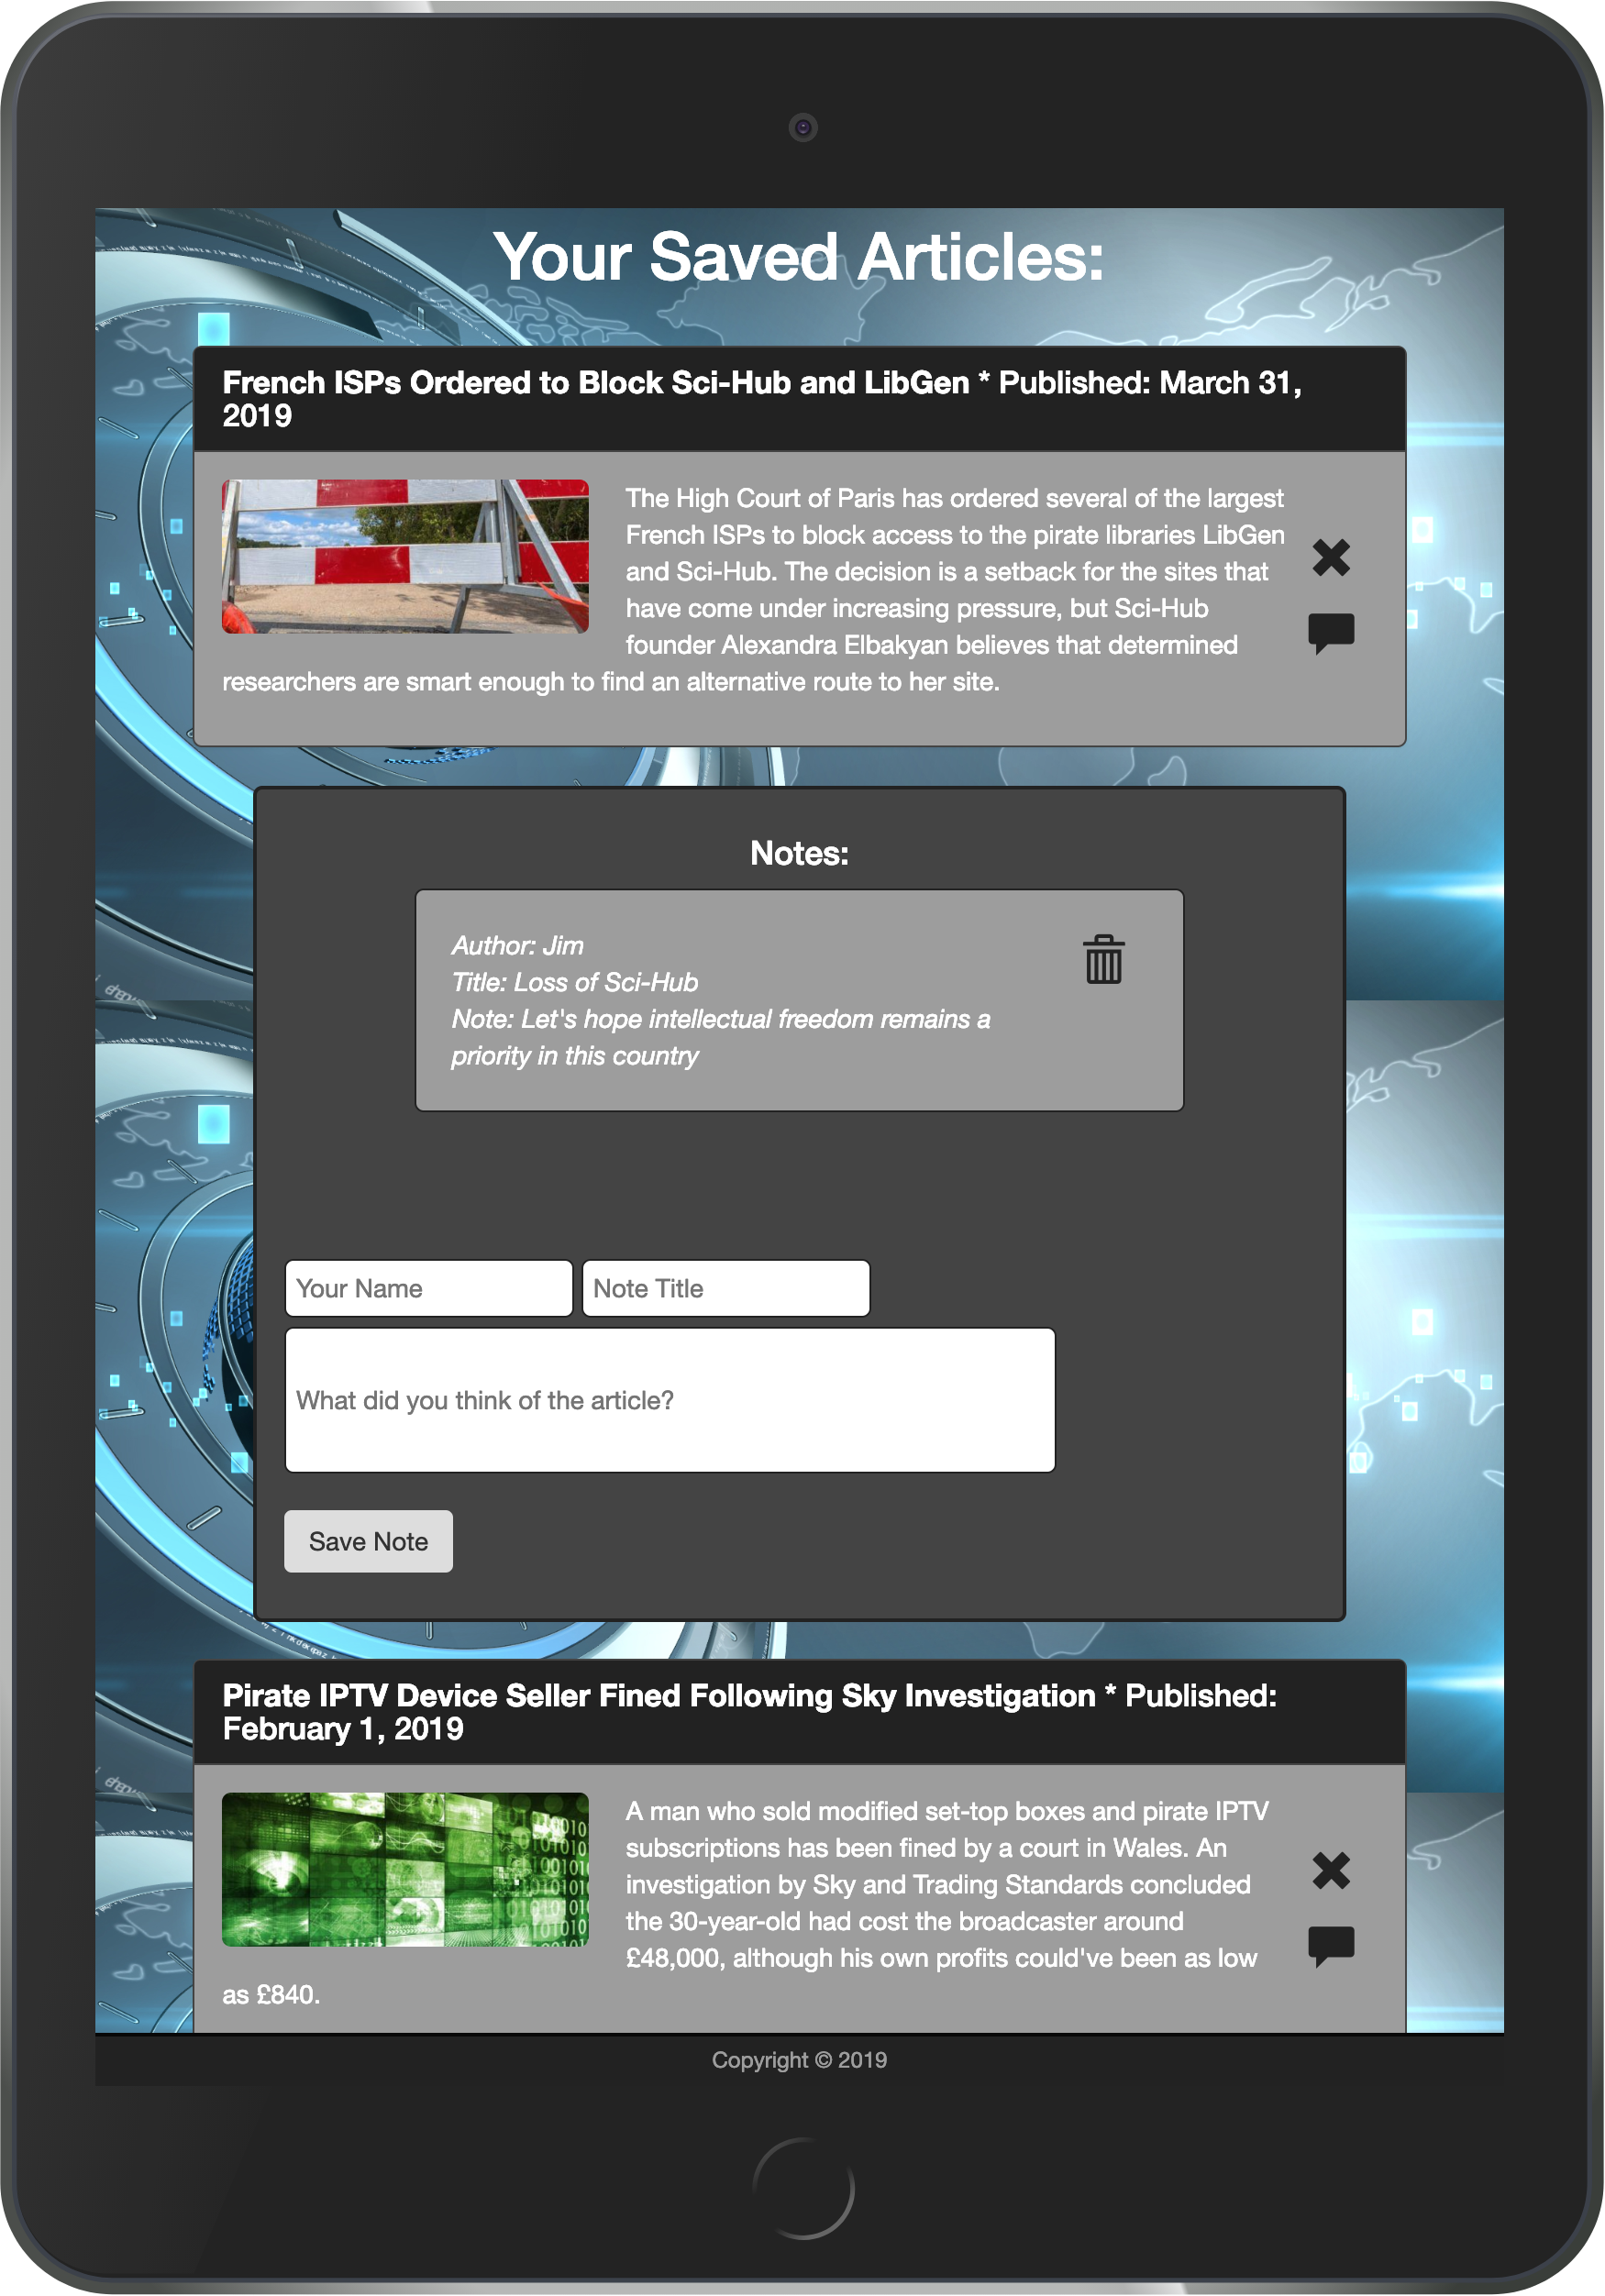 Your Saved Articles:
French ISPs Ordered to Block Sci-Hub and LibGen * Published: March 31,
2019
The High Court of Paris has ordered several of the largest
French ISPs to block access to the pirate libraries LibGen
and Sci-Hub. The decision is a setback for the sites that
have come under increasing pressure, but Sci-Hub
founder Alexandra Elbakyan believes that determined
researchers are smart enough to find an alternative route to her site.
Notes:
Author: Jim
Title: Loss of Sci-Hub
Note: Let's hope intellectual freedom remains a
priority in this country
Your Name
Note Title
What did you think of the article?
Save Note
Pirate IPTV Device Seller Fined Following Sky Investigation * Published:
February 1, 2019
A man who sold modified set-top boxes and pirate IPTV
subscriptions has been fined by a court in Wales. An
investigation by Sky and Trading Standards concluded
the 30-year-old had cost the broadcaster around
£48,000, although his own profits could've been as low
as £840.
Copyright © 2019